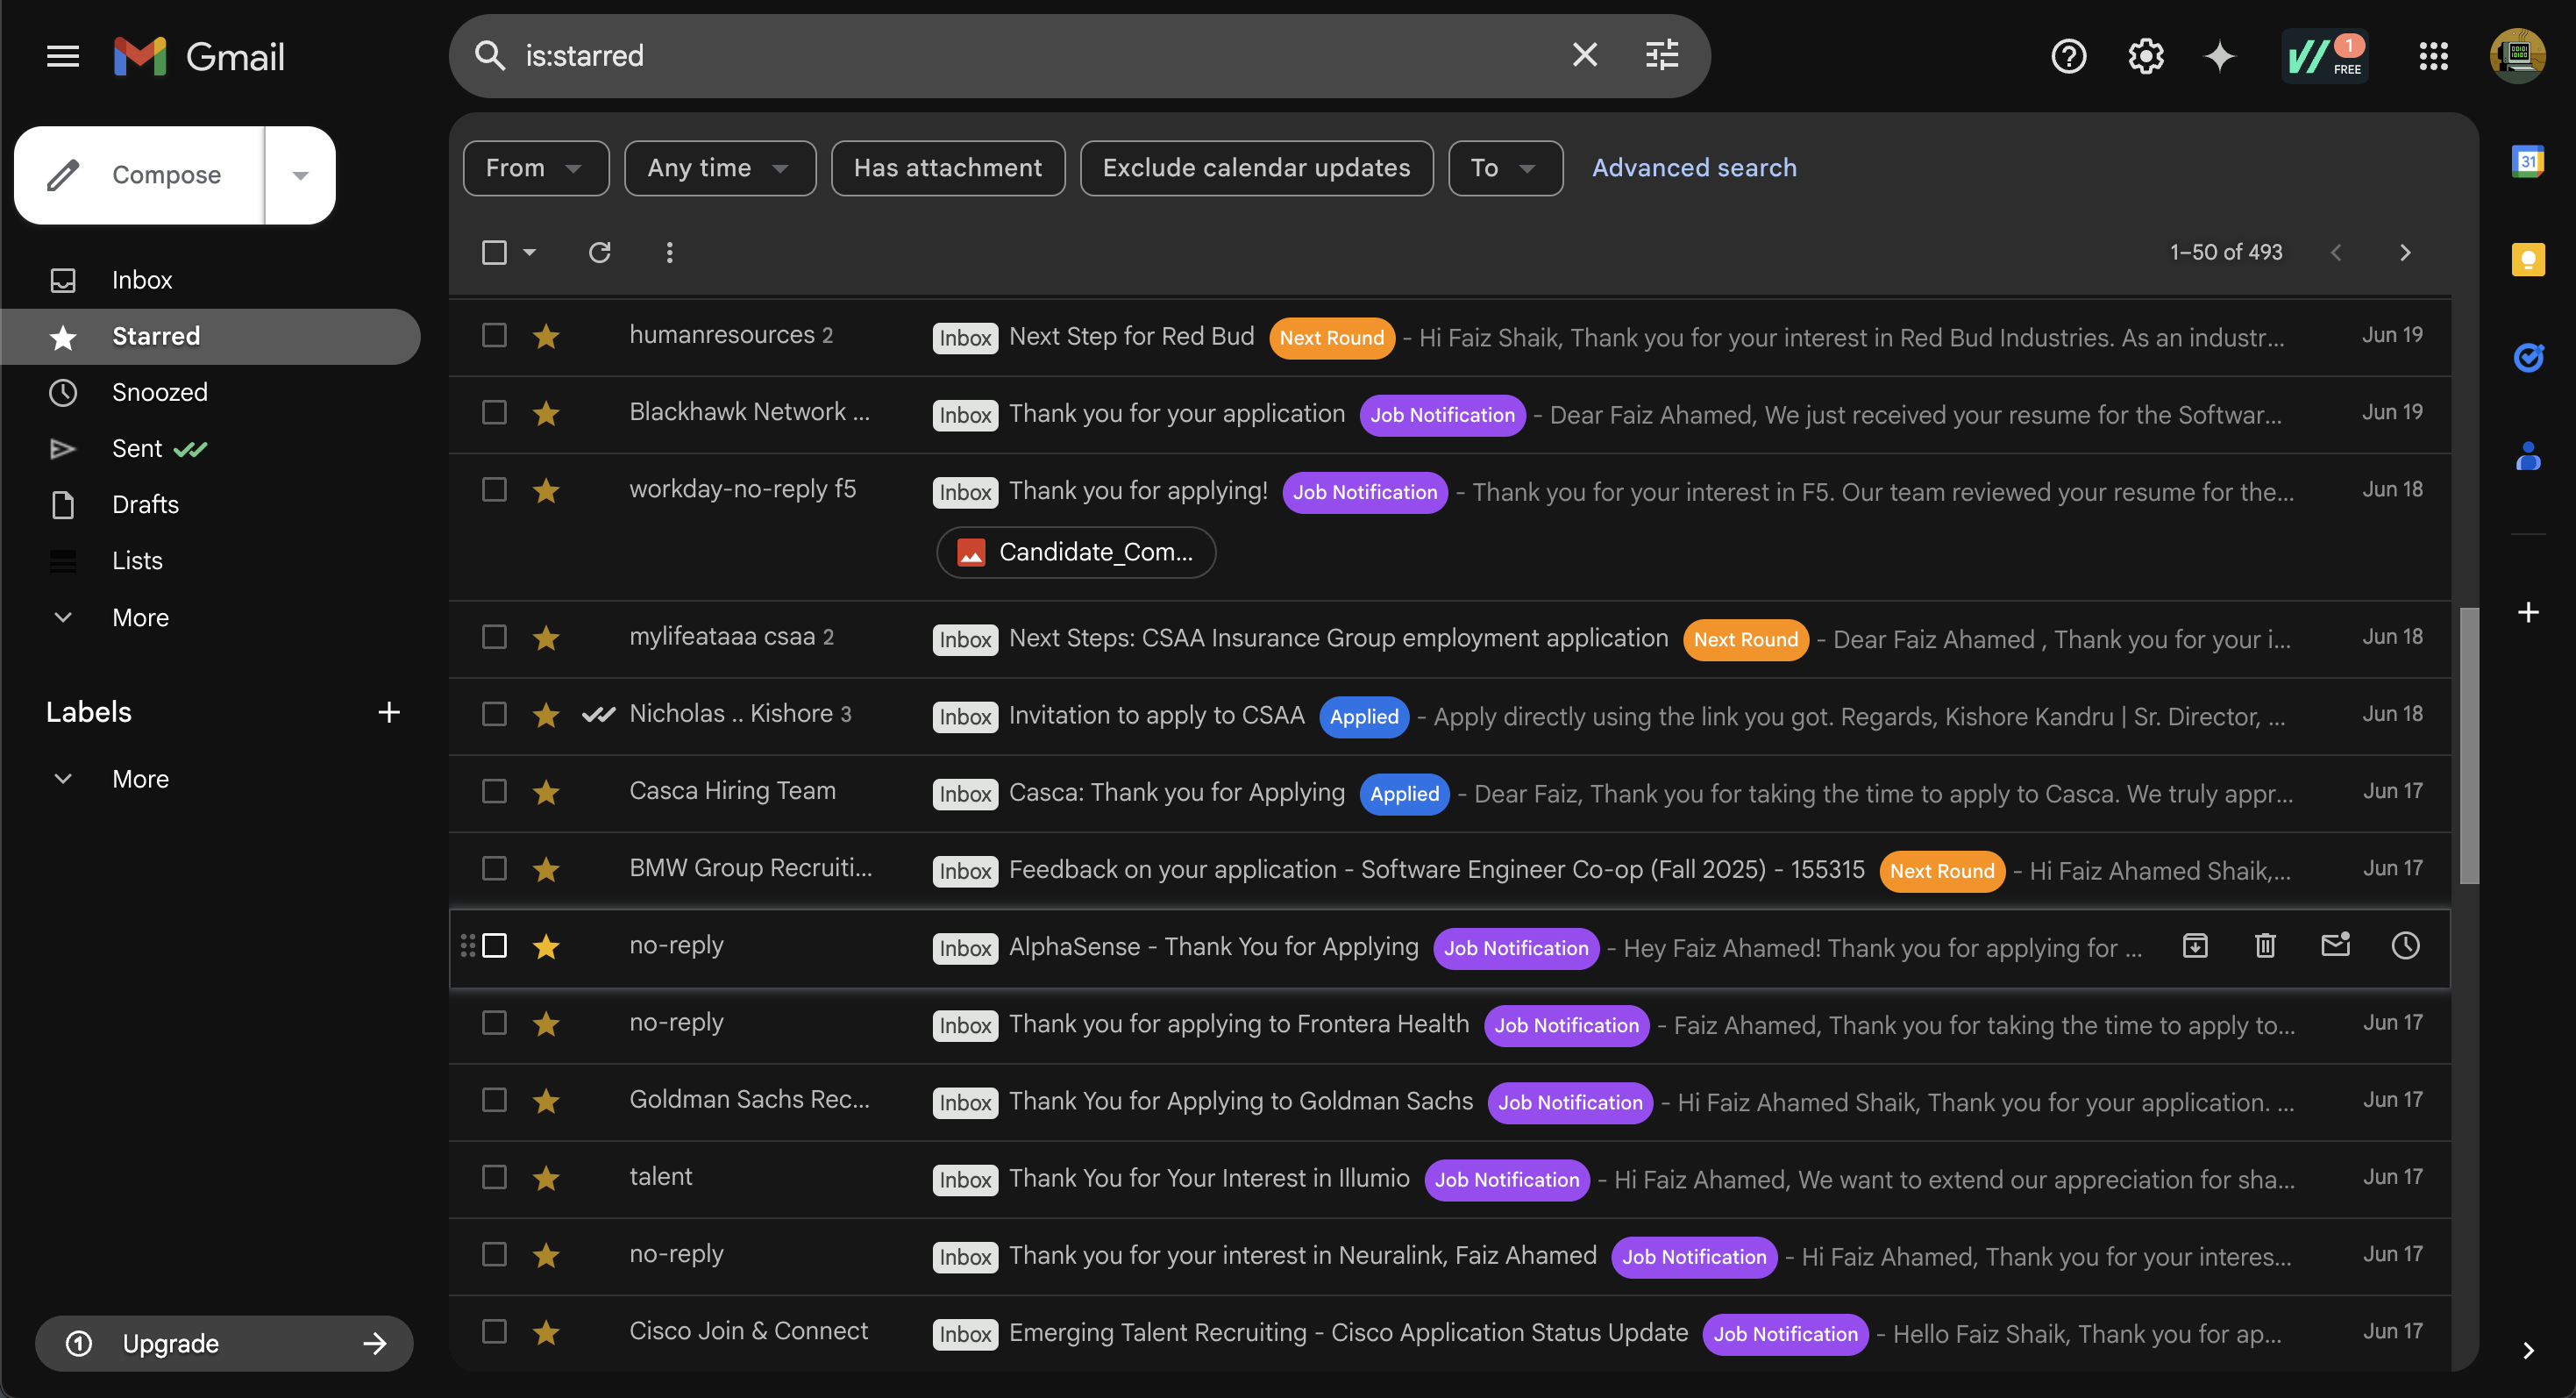 Gmail
is:starred
1
FREE
Compose
Inbox
Starred
Snoozed
Sent
Drafts
Lists
More
Labels
More
Upgrade
From
Any time
Has attachment
Exclude calendar updates
To
Advanced search
1–50 of 493
humanresources 2 Inbox Next Step for Red Bud Next Round - Hi Faiz Shaik, Thank you for your interest in Red Bud Industries. As an industr... Jun 19
Blackhawk Network ... Inbox Thank you for your application Job Notification - Dear Faiz Ahamed, We just received your resume for the Softwar... Jun 19
workday-no-reply f5 Inbox Thank you for applying! Job Notification - Thank you for your interest in F5. Our team reviewed your resume for the... Jun 18
Candidate_Com...
mylifeataaa csaa 2 Inbox Next Steps: CSAA Insurance Group employment application Next Round - Dear Faiz Ahamed , Thank you for your i... Jun 18
Nicholas .. Kishore 3 Inbox Invitation to apply to CSAA Applied - Apply directly using the link you got. Regards, Kishore Kandru | Sr. Director, ... Jun 18
Casca Hiring Team Inbox Casca: Thank you for Applying Applied - Dear Faiz, Thank you for taking the time to apply to Casca. We truly appr... Jun 17
BMW Group Recruiti... Inbox Feedback on your application - Software Engineer Co-op (Fall 2025) - 155315 Next Round - Hi Faiz Ahamed Shaik,... Jun 17
no-reply Inbox AlphaSense - Thank You for Applying Job Notification - Hey Faiz Ahamed! Thank you for applying for ...
no-reply Inbox Thank you for applying to Frontera Health Job Notification - Faiz Ahamed, Thank you for taking the time to apply to... Jun 17
Goldman Sachs Rec... Inbox Thank You for Applying to Goldman Sachs Job Notification - Hi Faiz Ahamed Shaik, Thank you for your application. ... Jun 17
talent Inbox Thank You for Your Interest in Illumio Job Notification - Hi Faiz Ahamed, We want to extend our appreciation for sha... Jun 17
no-reply Inbox Thank you for your interest in Neuralink, Faiz Ahamed Job Notification - Hi Faiz Ahamed, Thank you for your interes... Jun 17
Cisco Join & Connect Inbox Emerging Talent Recruiting - Cisco Application Status Update Job Notification - Hello Faiz Shaik, Thank you for ap... Jun 17
31